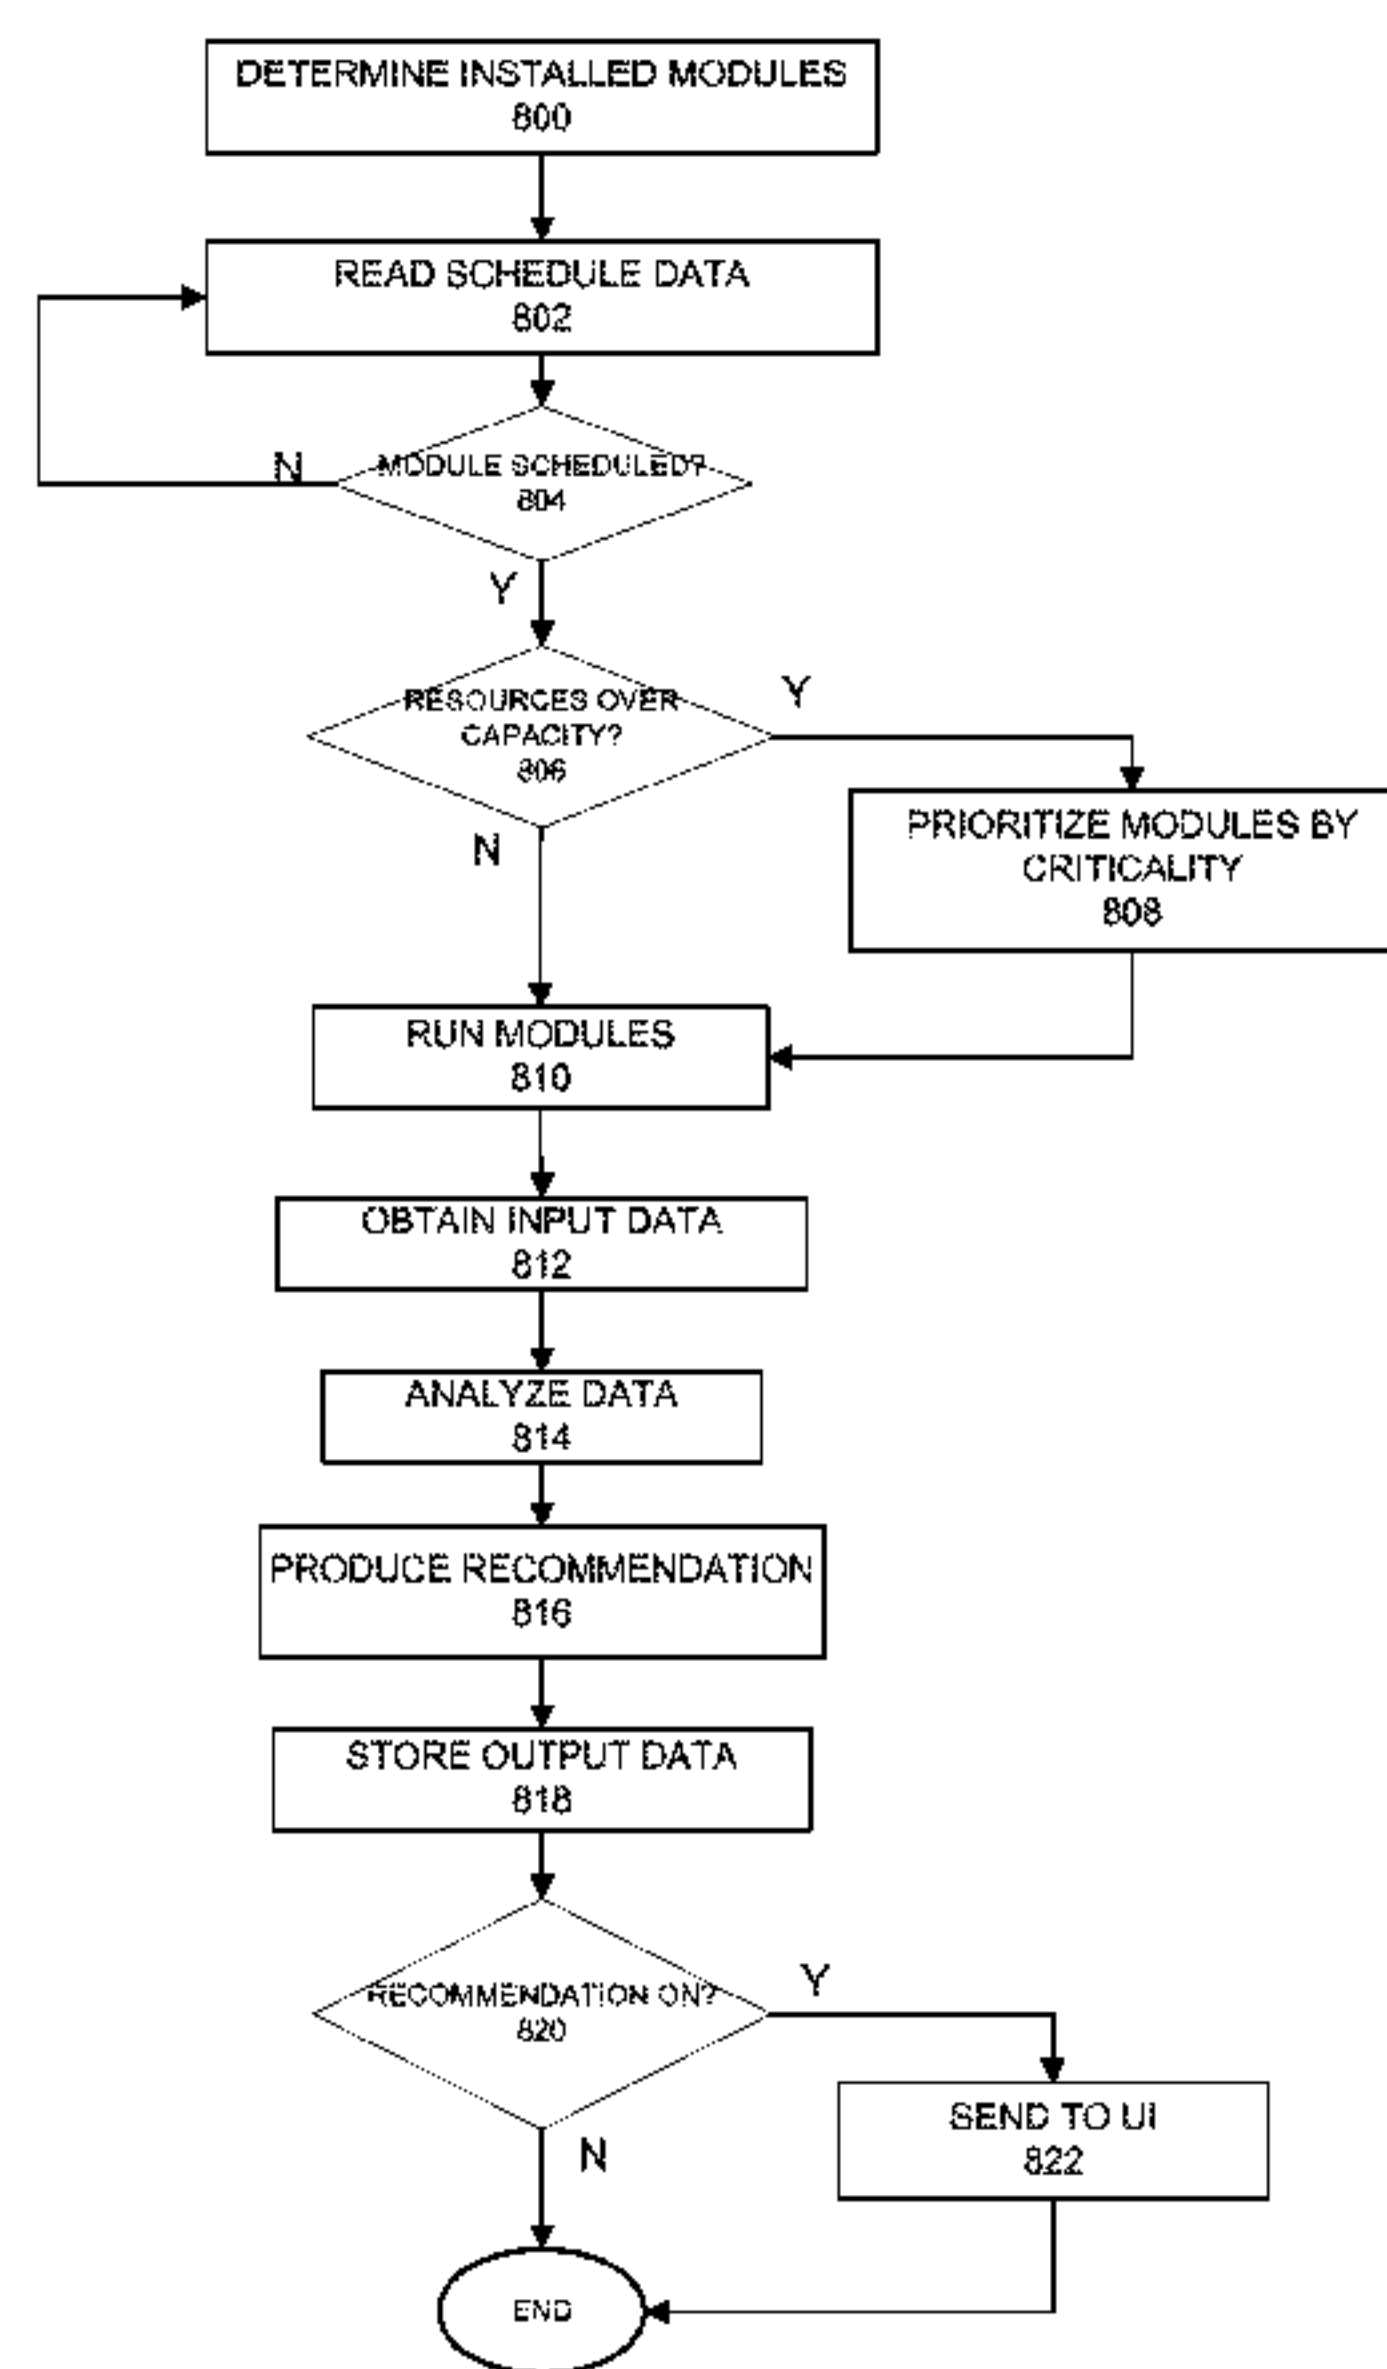 DETERMINE INSTALLED MODULES
800
READ SCHEDULE DATA
802
N
MODULE SCHEDULED?
804
Y
RESOURCES OVER
CAPACITY?
806
Y
N
PRIORITIZE MODULES BY
CRITICALITY
808
RUN MODULES
810
OBTAIN INPUT DATA
812
ANALYZE DATA
814
PRODUCE RECOMMENDATION
816
STORE OUTPUT DATA
818
RECOMMENDATION ON?
820
Y
N
SEND TO UI
822
END